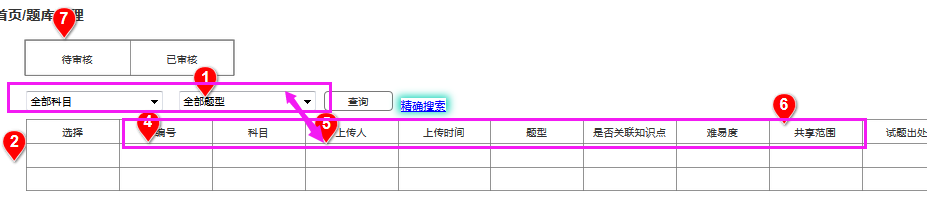 首页/题库 理
7
待审核 已审核
1
全部科目 全部题型 查询 精确搜索
6
4 5
选择 编号 科目 上传人 上传时间 题型 是否关联知识点 难易度 共享范围 试题出处
2